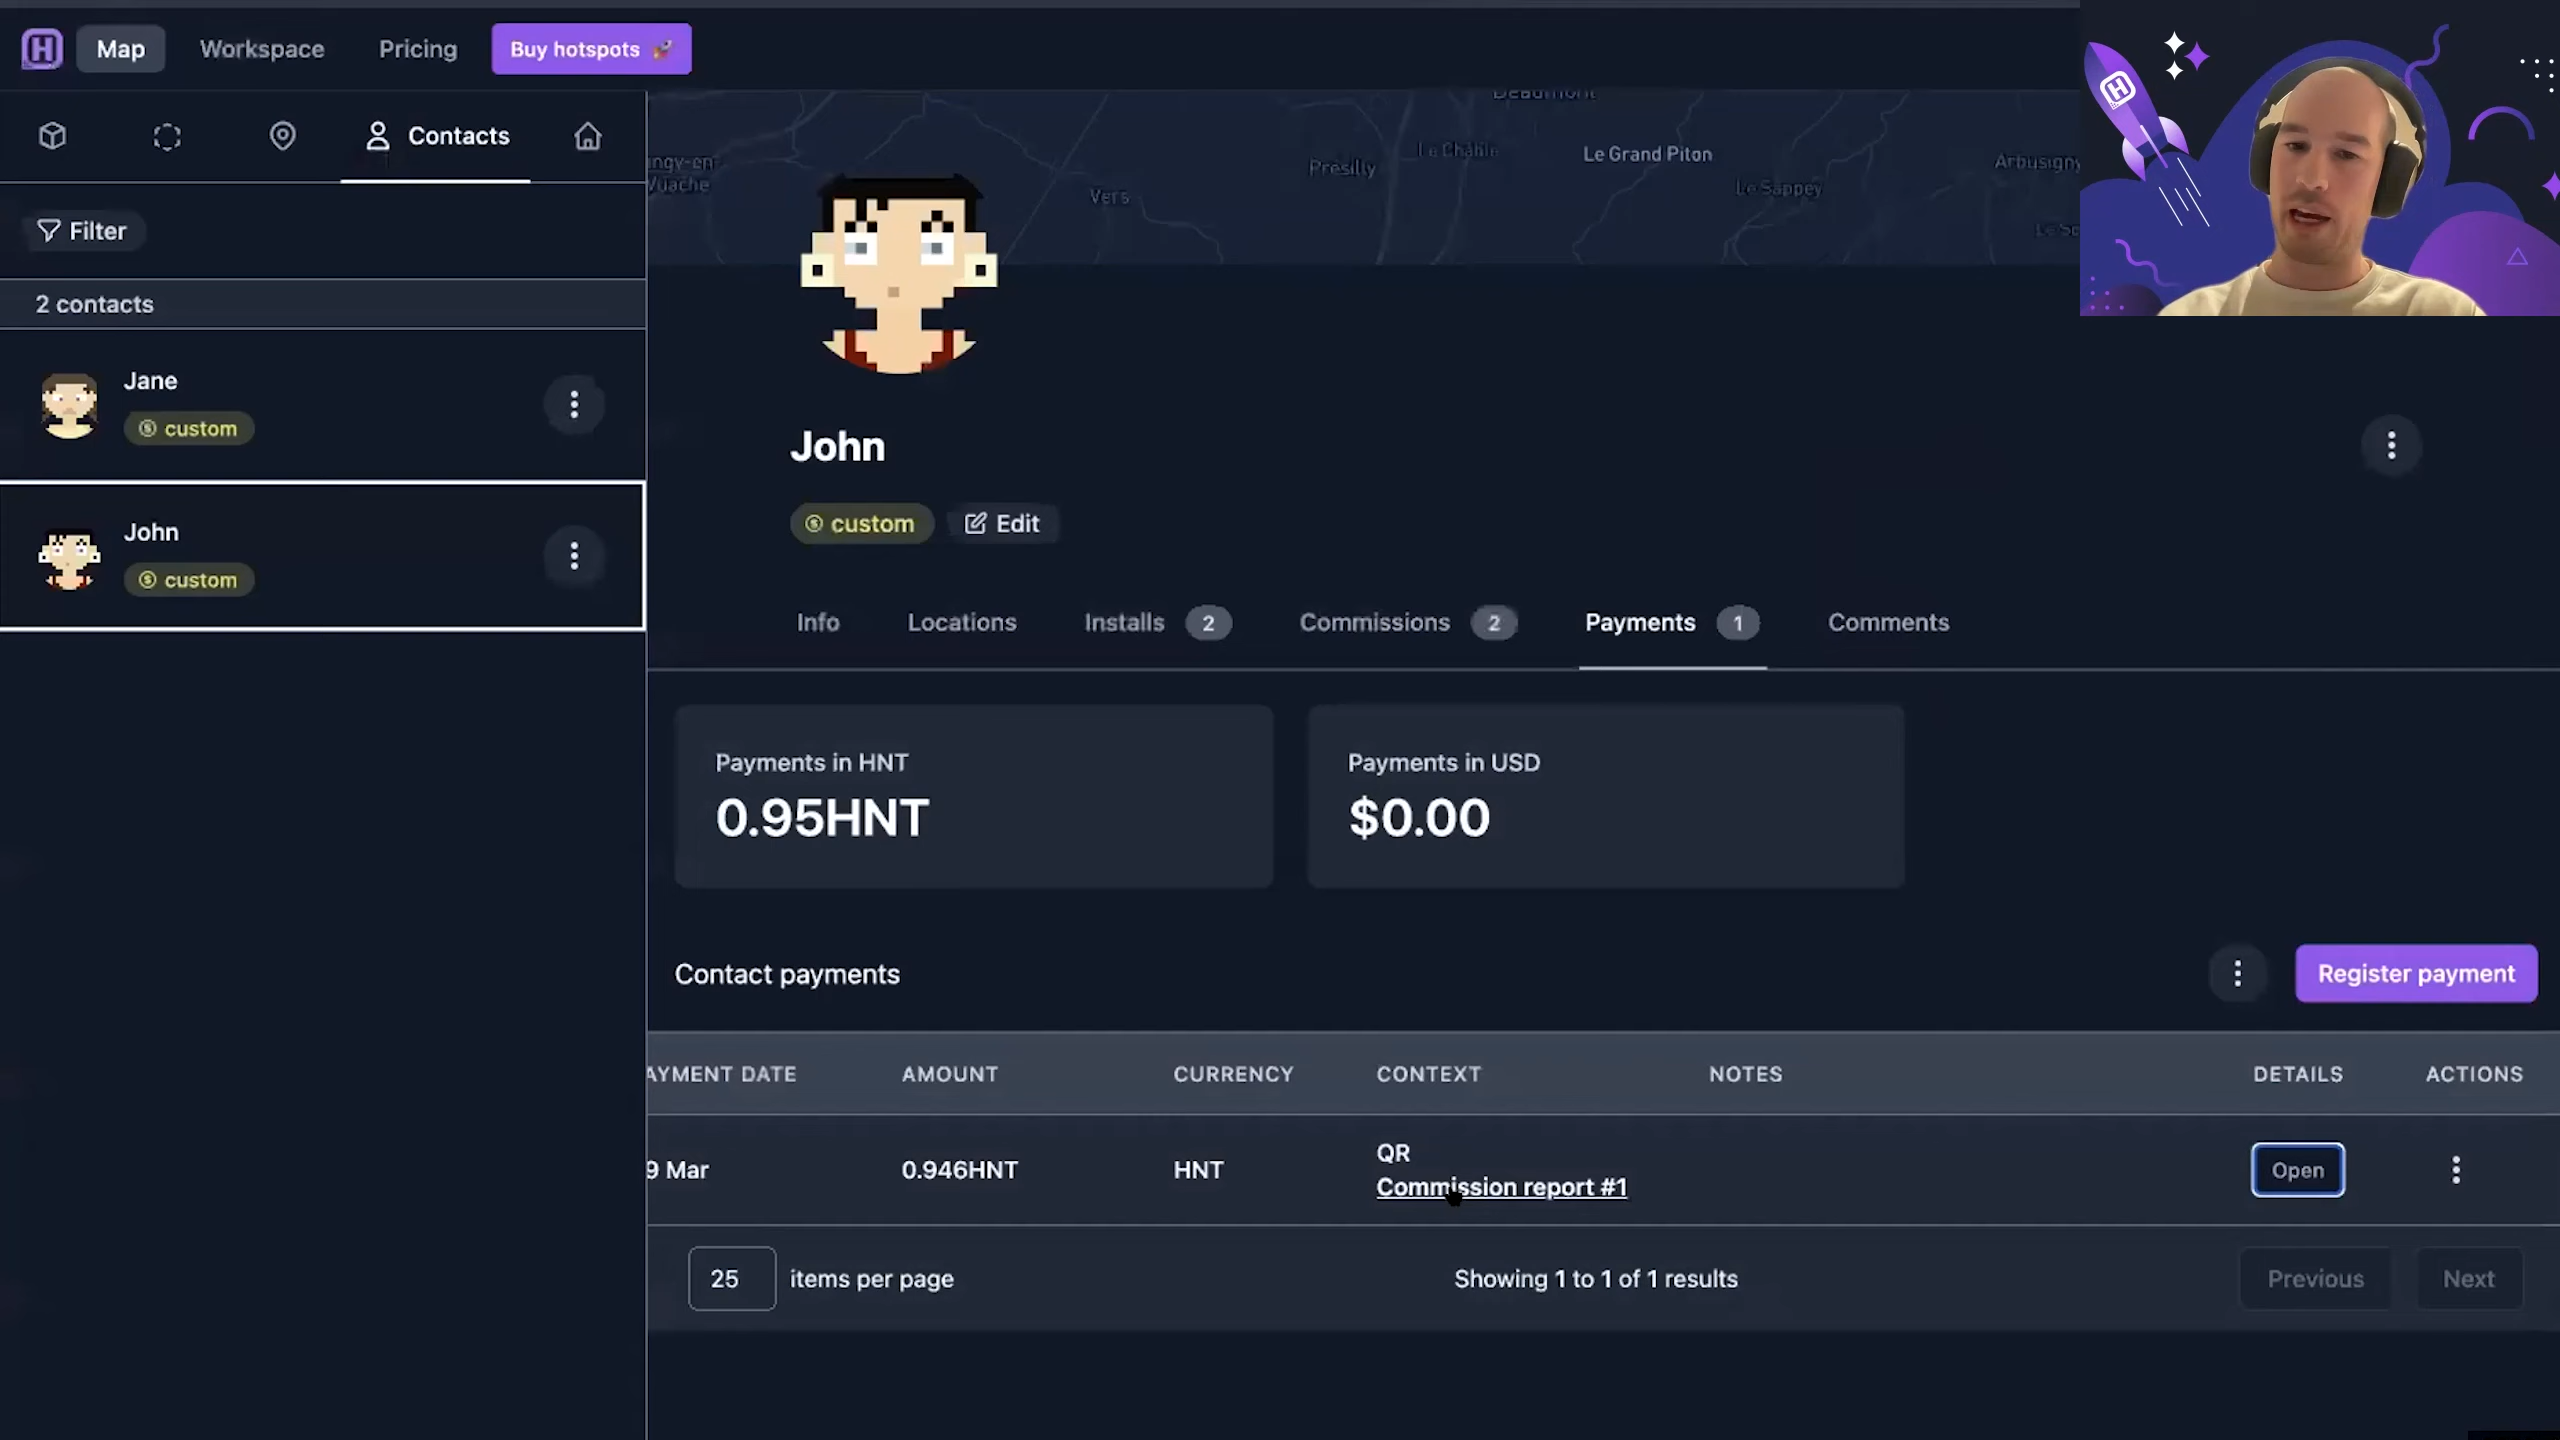 Map
Workspace
Pricing
Buy hotspots
Contacts
Filter
2 contacts
Jane
custom
John
custom
Vers
Présilly
Le Châble
Le Grand Piton
Le Sappey
John
custom
Edit
Info
Locations
Installs 2
Commissions 2
Payments 1
Comments
Payments in HNT
0.95HNT
Payments in USD
$0.00
Contact payments
Register payment
AYMENT DATE
AMOUNT
CURRENCY
CONTEXT
NOTES
DETAILS
ACTIONS
9 Mar
0.946HNT
HNT
QR
Commission report #1
Open
25
items per page
Showing 1 to 1 of 1 results
Previous
Next